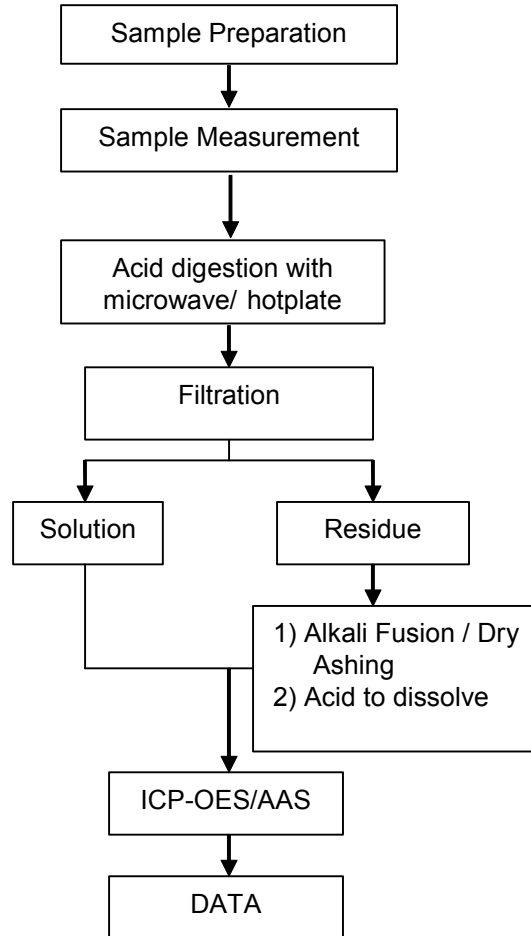 Sample Preparation
Sample Measurement
Acid digestion with
microwave/ hotplate
Filtration
Solution
Residue
1) Alkali Fusion / Dry
Ashing
2) Acid to dissolve
ICP-OES/AAS
DATA